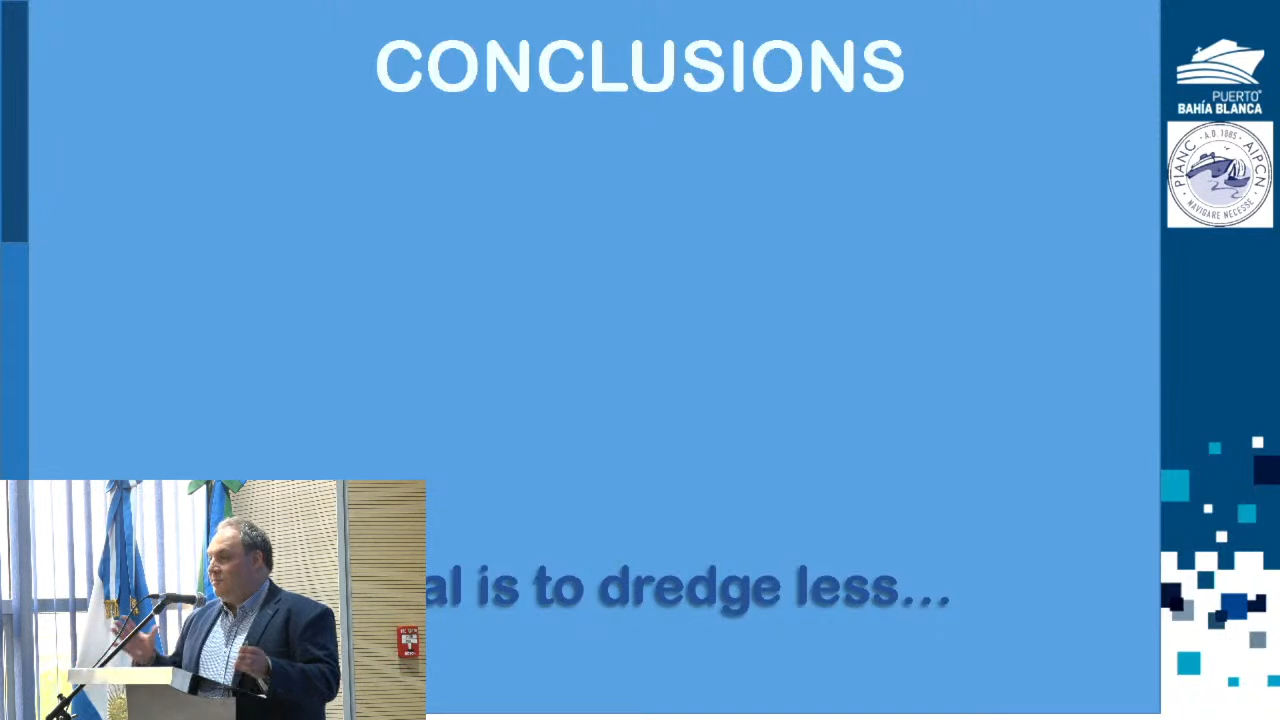 CONCLUSIONS
PUERTO
BAHÍA BLANCA
PIANC · A.D. 1885 · AIPCN
NAVIGARE NECESSE
al is to dredge less...